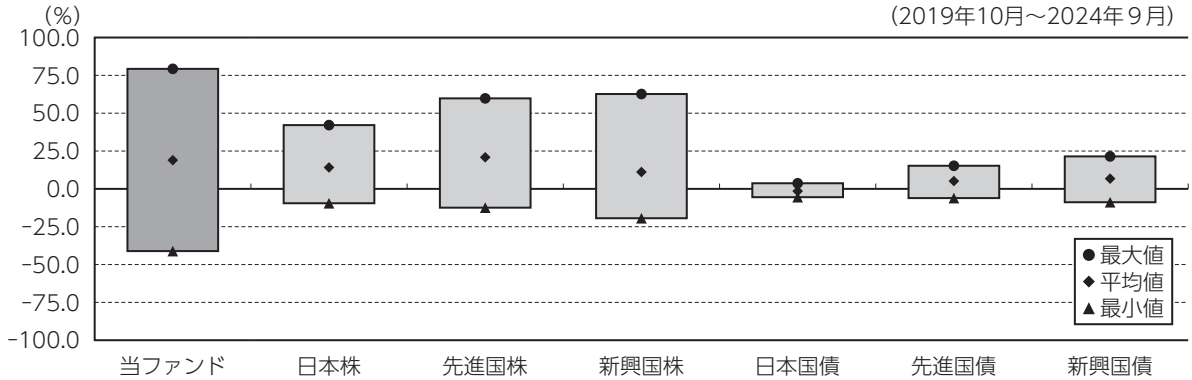 (%)
(2019年10月～2024年9月)
100.0
75.0
50.0
25.0
0.0
-25.0
-50.0
-75.0
-100.0
●最大値
◆平均値
▲最小値
当ファンド 日本株 先進国株 新興国株 日本国債 先進国債 新興国債